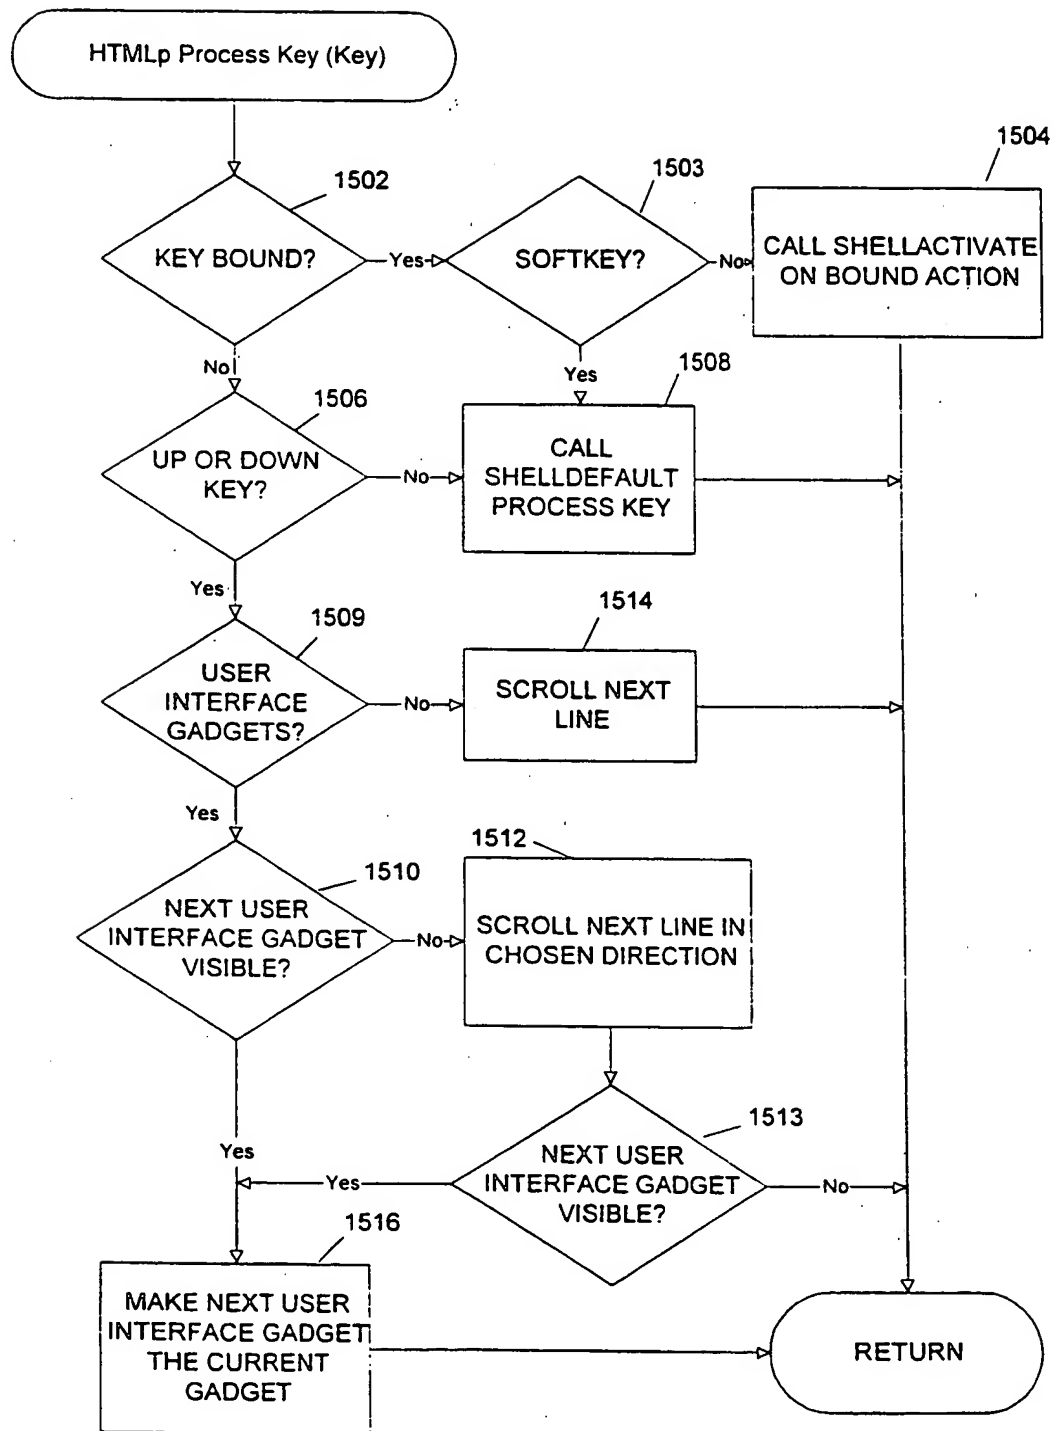 HTMLp Process Key (Key)
1502
1503
1504
KEY BOUND?
Yes
SOFTKEY?
No
CALL SHELLACTIVATE
ON BOUND ACTION
No
Yes
1506
1508
UP OR DOWN
KEY?
No
CALL
SHELLDEFAULT
PROCESS KEY
Yes
1509
1514
USER
INTERFACE
GADGETS?
No
SCROLL NEXT
LINE
Yes
1510
1512
NEXT USER
INTERFACE GADGET
VISIBLE?
No
SCROLL NEXT LINE IN
CHOSEN DIRECTION
1513
Yes
Yes
NEXT USER
INTERFACE GADGET
VISIBLE?
No
1516
MAKE NEXT USER
INTERFACE GADGET
THE CURRENT
GADGET
RETURN